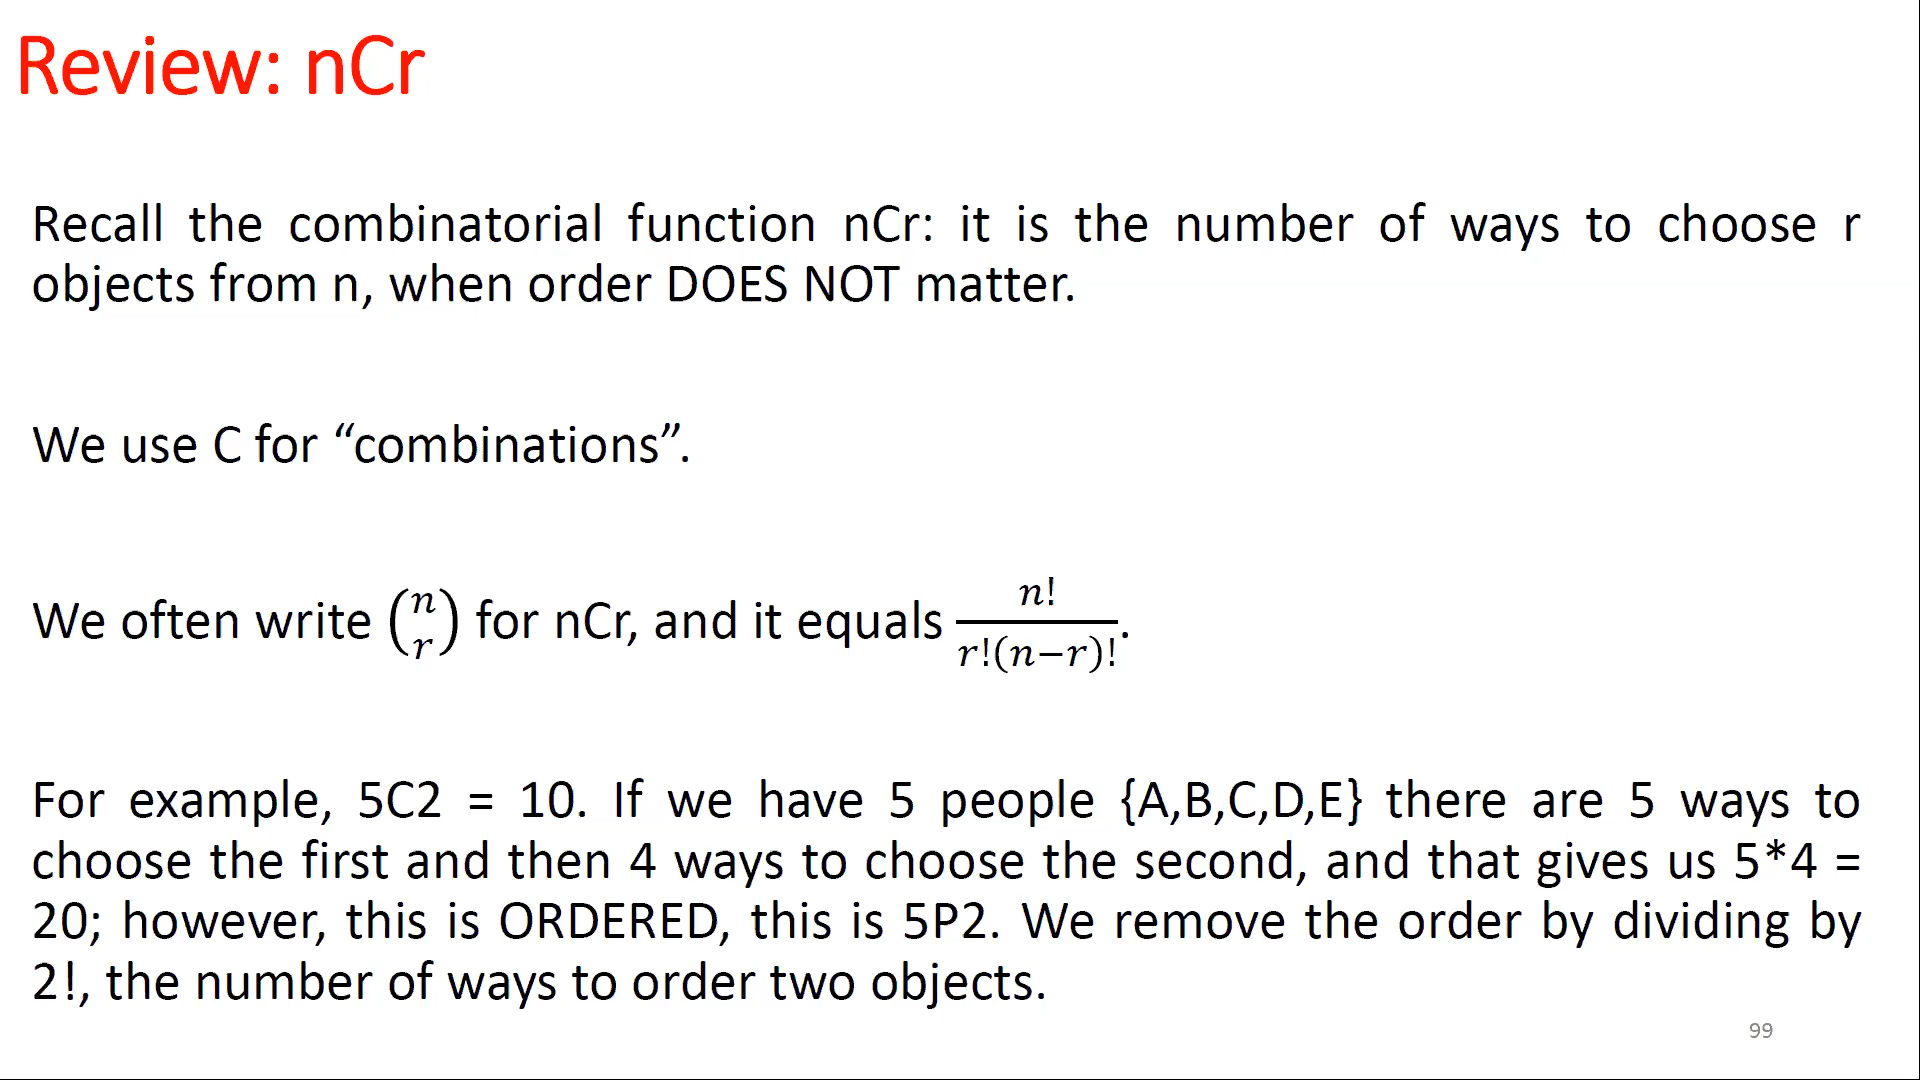 Review: nCr
Recall the combinatorial function nCr: it is the number of ways to choose r
objects from n, when order DOES NOT matter.
We use C for “combinations”.
We often write \binom{n}{r} for nCr, and it equals \frac{n!}{r!(n-r)!}.
For example, 5C2 = 10. If we have 5 people {A,B,C,D,E} there are 5 ways to
choose the first and then 4 ways to choose the second, and that gives us 5*4 =
20; however, this is ORDERED, this is 5P2. We remove the order by dividing by
2!, the number of ways to order two objects.
99